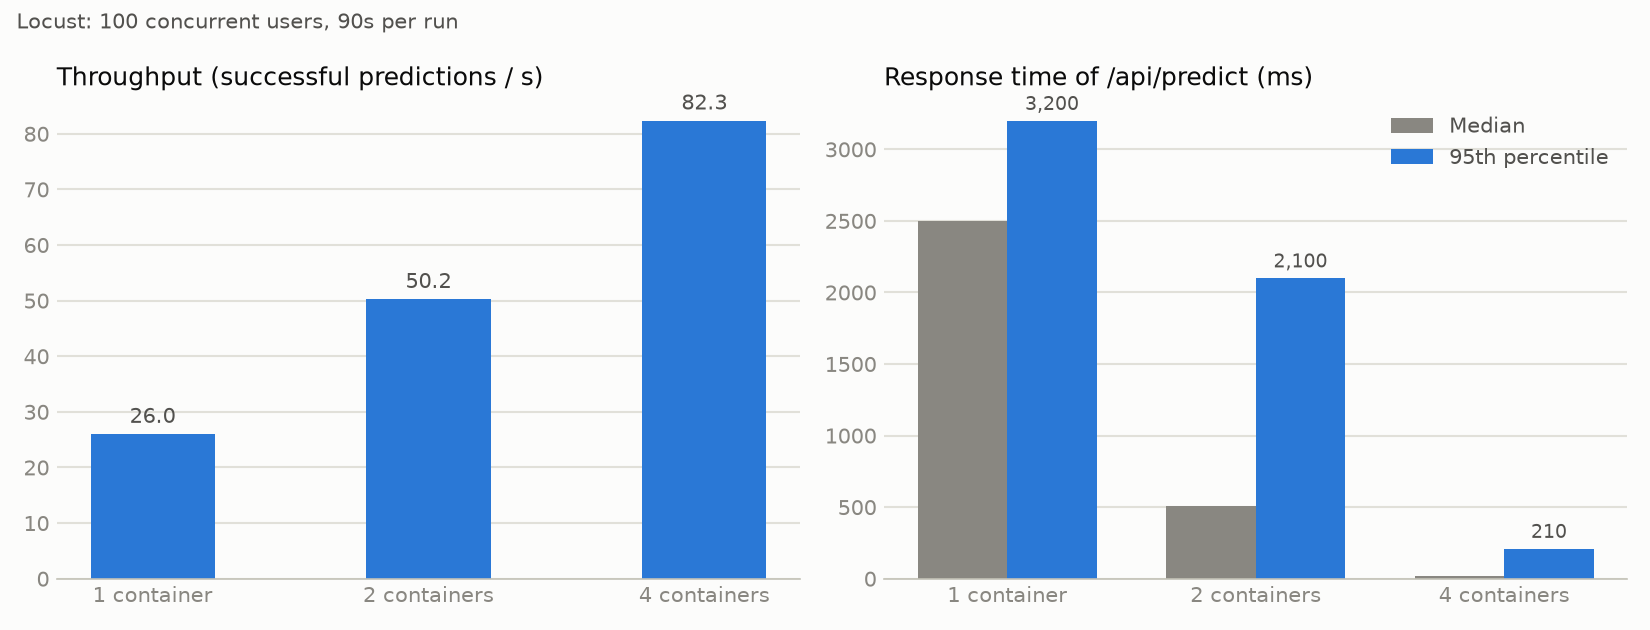 Locust: 100 concurrent users, 90s per run
Throughput (successful predictions / s)
82.3
80
70
60
50.2
50
40
30
26.0
20
10
0
1 container
2 containers
4 containers
Response time of /api/predict (ms)
3,200
Median
95th percentile
3000
2500
2,100
2000
1500
1000
500
210
0
1 container
2 containers
4 containers